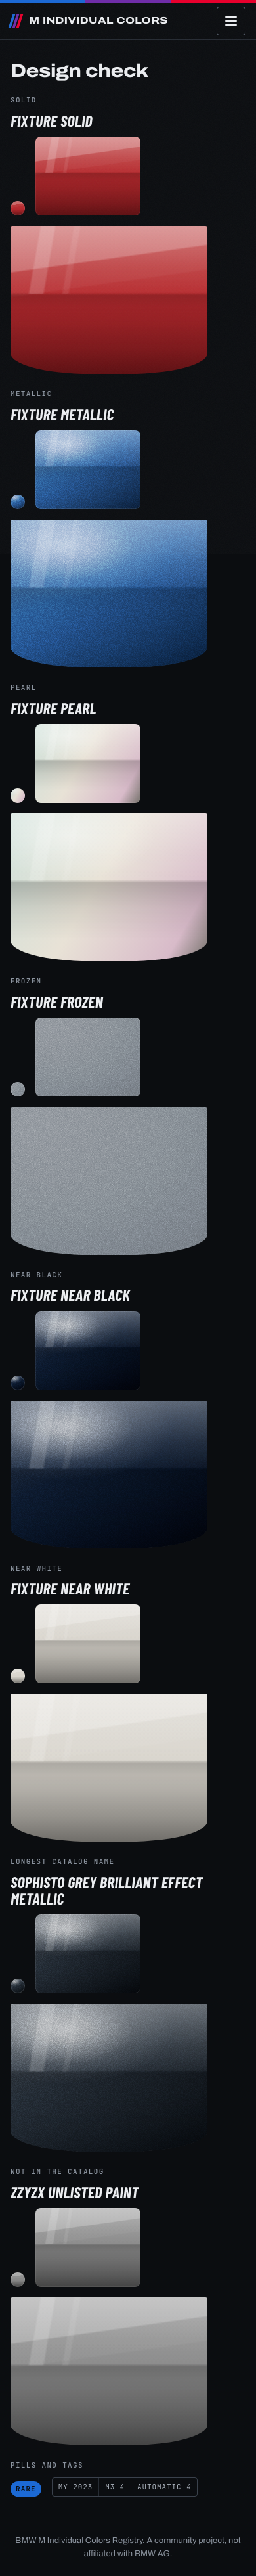 M INDIVIDUAL COLORS
Design check
SOLID
FIXTURE SOLID
METALLIC
FIXTURE METALLIC
PEARL
FIXTURE PEARL
FROZEN
FIXTURE FROZEN
NEAR BLACK
FIXTURE NEAR BLACK
NEAR WHITE
FIXTURE NEAR WHITE
LONGEST CATALOG NAME
SOPHISTO GREY BRILLIANT EFFECT
METALLIC
NOT IN THE CATALOG
ZZYZX UNLISTED PAINT
PILLS AND TAGS
RARE MY 2023 M3 4 AUTOMATIC 4
BMW M Individual Colors Registry. A community project, not
affiliated with BMW AG.